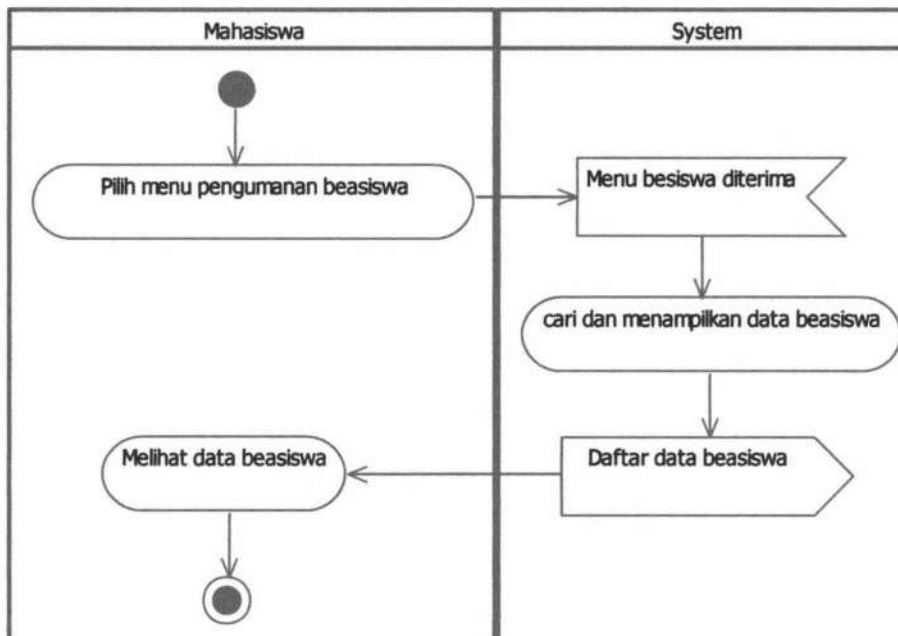 Mahasiswa
System
Pilih menu pengumanan beasiswa
Menu besiswa diterima
cari dan menampilkan data beasiswa
Daftar data beasiswa
Melihat data beasiswa